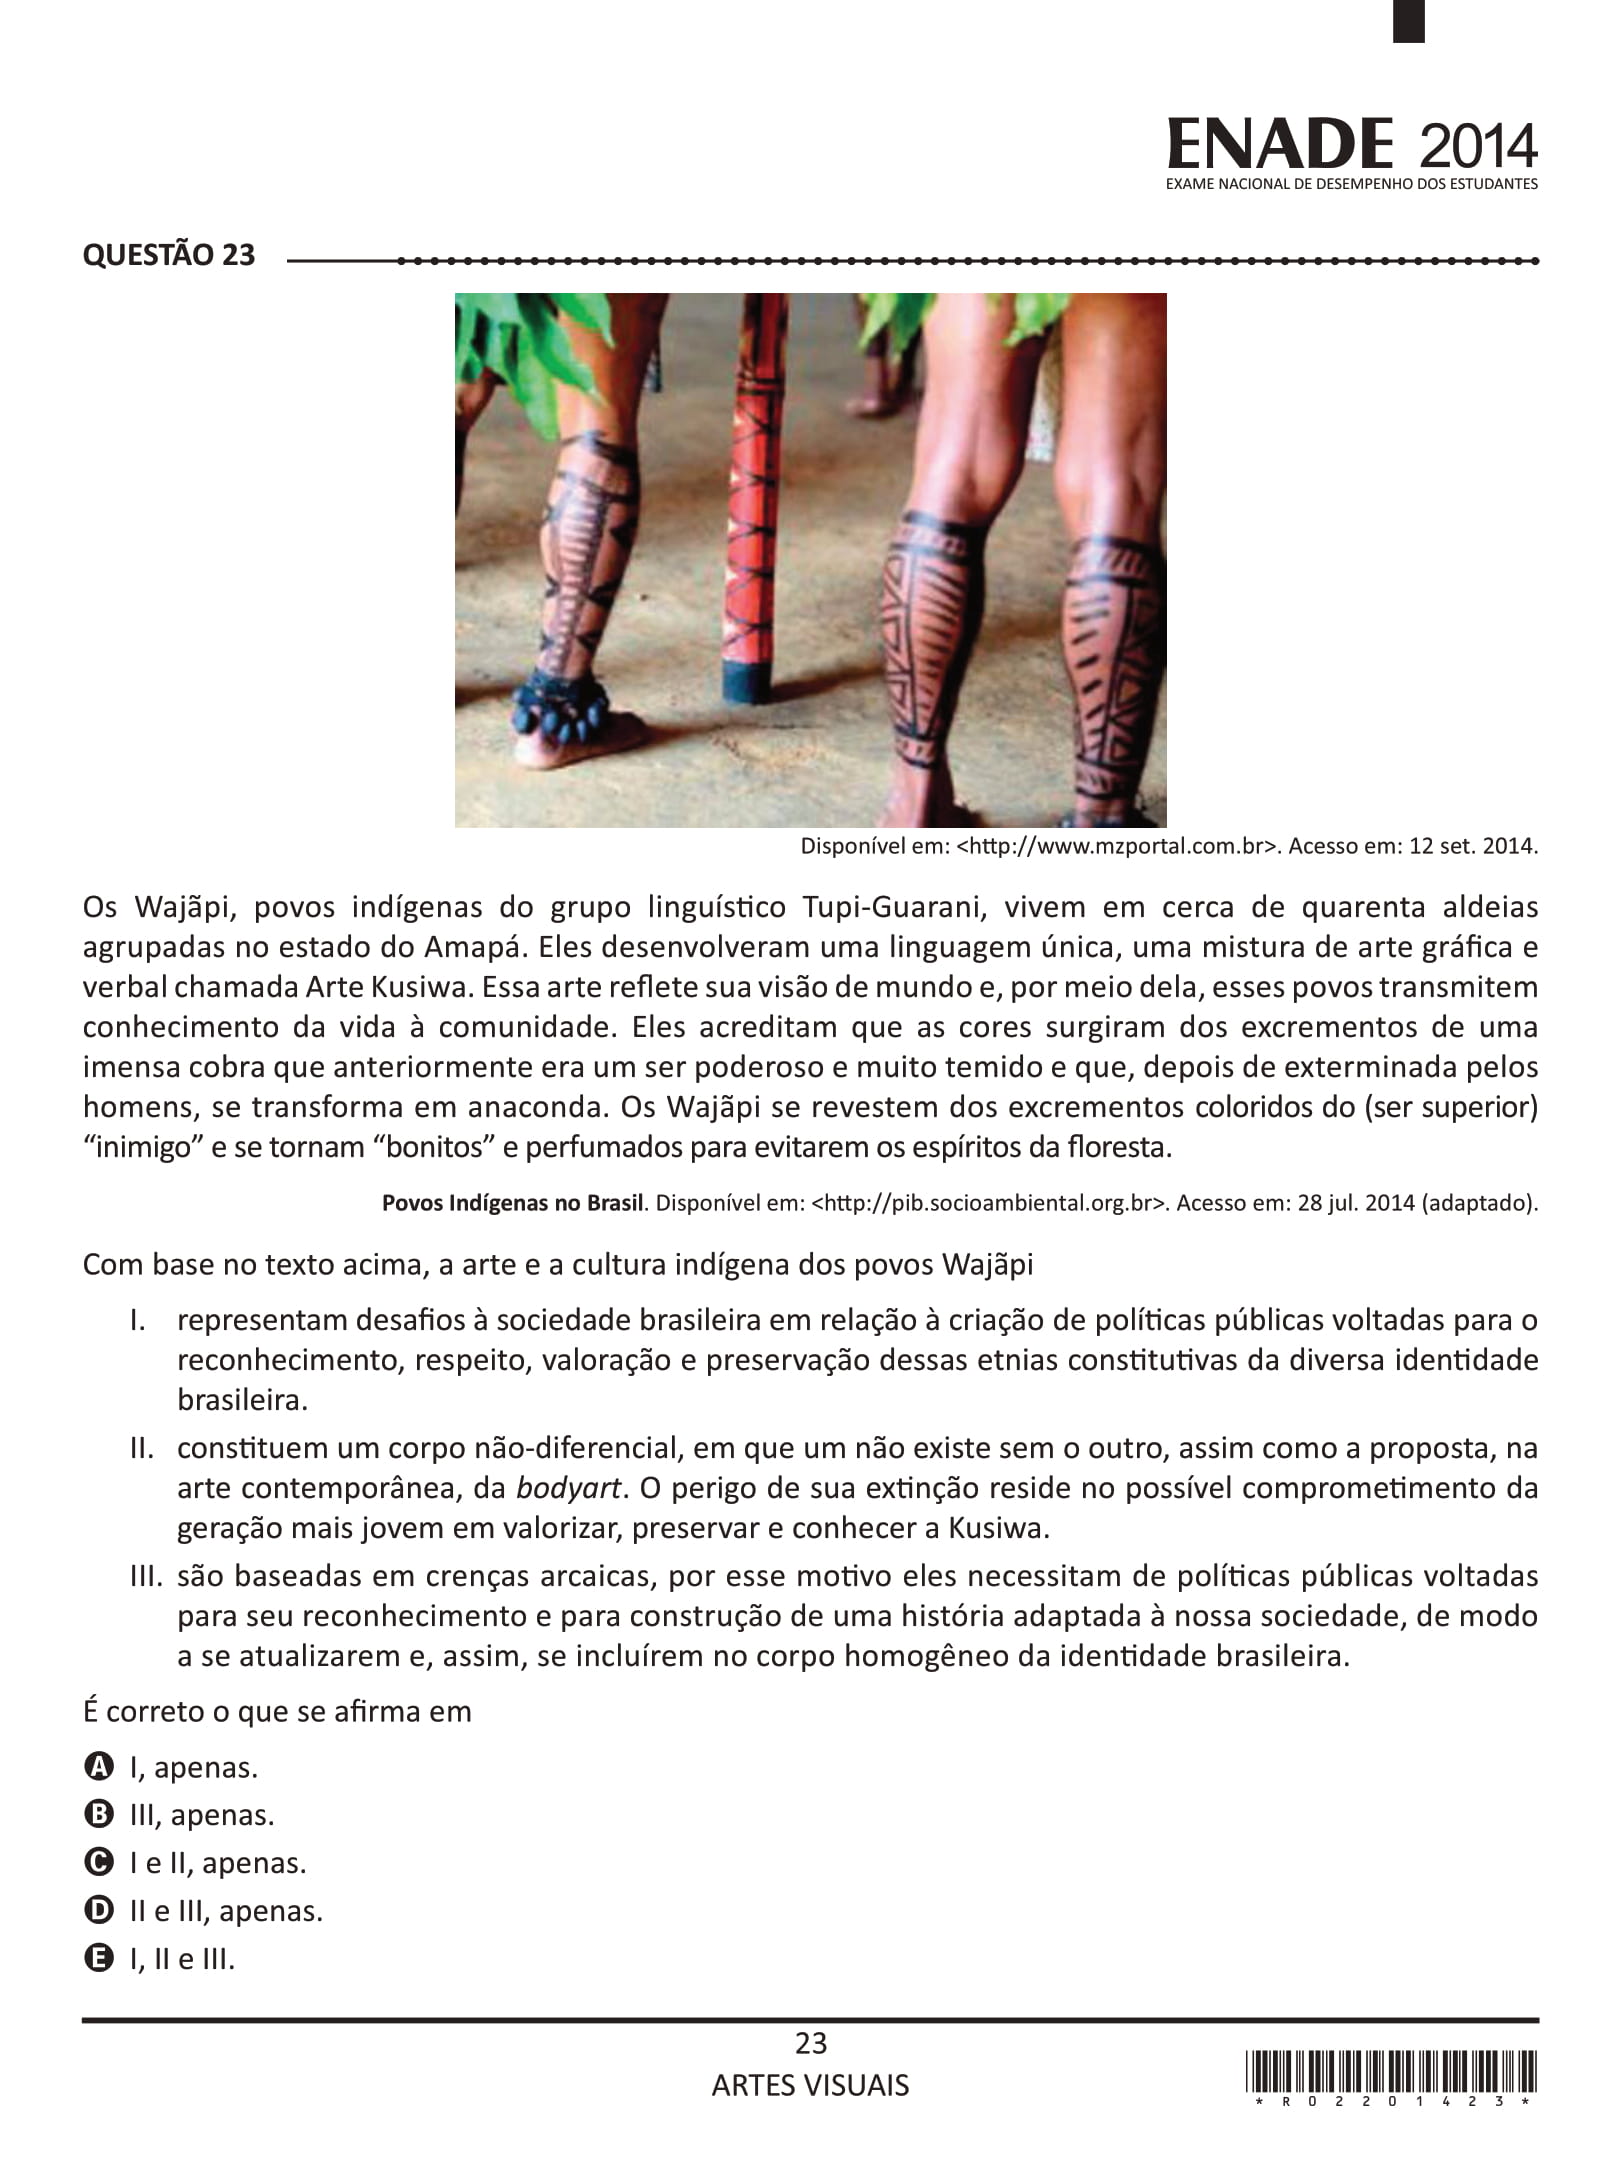 ENADE 2014
EXAME NACIONAL DE DESEMPENHO DOS ESTUDANTES
QUESTÃO 23
Disponível em: <http://www.mzportal.com.br>. Acesso em: 12 set. 2014.
Os Wajãpi, povos indígenas do grupo linguístico Tupi-Guarani, vivem em cerca de quarenta aldeias
agrupadas no estado do Amapá. Eles desenvolveram uma linguagem única, uma mistura de arte gráfica e
verbal chamada Arte Kusiwa. Essa arte reflete sua visão de mundo e, por meio dela, esses povos transmitem
conhecimento da vida à comunidade. Eles acreditam que as cores surgiram dos excrementos de uma
imensa cobra que anteriormente era um ser poderoso e muito temido e que, depois de exterminada pelos
homens, se transforma em anaconda. Os Wajãpi se revestem dos excrementos coloridos do (ser superior)
“inimigo” e se tornam “bonitos” e perfumados para evitarem os espíritos da floresta.
Povos Indígenas no Brasil. Disponível em: <http://pib.socioambiental.org.br>. Acesso em: 28 jul. 2014 (adaptado).
Com base no texto acima, a arte e a cultura indígena dos povos Wajãpi
I. representam desafios à sociedade brasileira em relação à criação de políticas públicas voltadas para o
reconhecimento, respeito, valoração e preservação dessas etnias constitutivas da diversa identidade
brasileira.
II. constituem um corpo não-diferencial, em que um não existe sem o outro, assim como a proposta, na
arte contemporânea, da bodyart. O perigo de sua extinção reside no possível comprometimento da
geração mais jovem em valorizar, preservar e conhecer a Kusiwa.
III. são baseadas em crenças arcaicas, por esse motivo eles necessitam de políticas públicas voltadas
para seu reconhecimento e para construção de uma história adaptada à nossa sociedade, de modo
a se atualizarem e, assim, se incluírem no corpo homogêneo da identidade brasileira.
É correto o que se afirma em
A I, apenas.
B III, apenas.
C I e II, apenas.
D II e III, apenas.
E I, II e III.
23
ARTES VISUAIS
*R02201423*